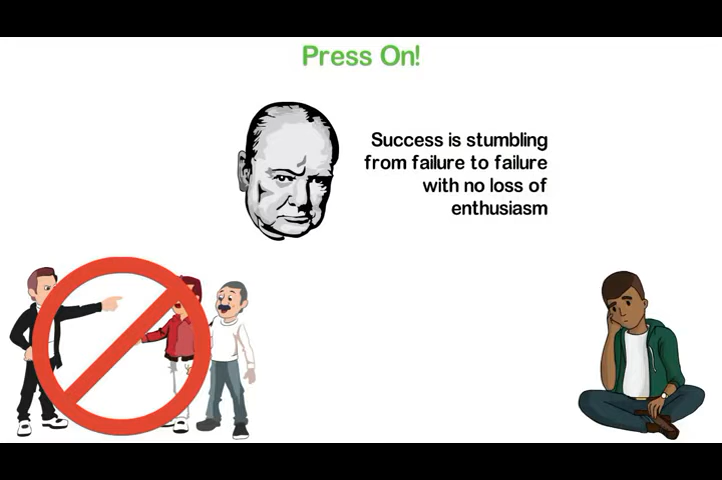 Press On!
Success is stumbling
from failure to failure
with no loss of
enthusiasm